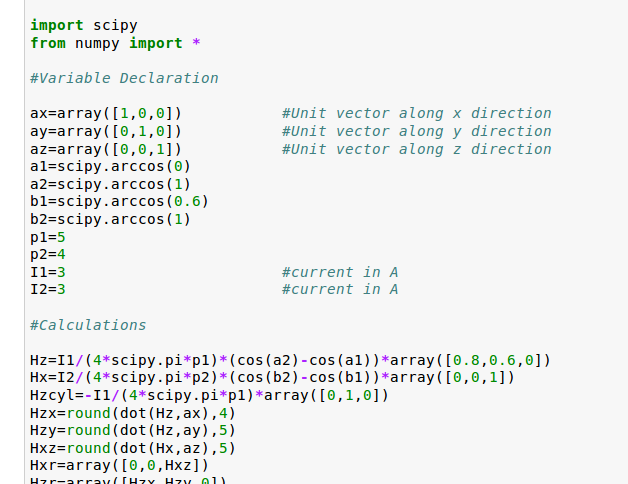 import scipy
from numpy import *
#Variable Declaration
ax=array([1,0,0])           #Unit vector along x direction
ay=array([0,1,0])           #Unit vector along y direction
az=array([0,0,1])           #Unit vector along z direction
a1=scipy.arccos(0)
a2=scipy.arccos(1)
b1=scipy.arccos(0.6)
b2=scipy.arccos(1)
p1=5
p2=4
I1=3                        #current in A
I2=3                        #current in A
#Calculations
Hz=I1/(4*scipy.pi*p1)*(cos(a2)-cos(a1))*array([0.8,0.6,0])
Hx=I2/(4*scipy.pi*p2)*(cos(b2)-cos(b1))*array([0,0,1])
Hzcyl=-I1/(4*scipy.pi*p1)*array([0,1,0])
Hzx=round(dot(Hz,ax),4)
Hzy=round(dot(Hz,ay),5)
Hxz=round(dot(Hx,az),5)
Hxr=array([0,0,Hxz])
Hzr=array([Hzx,Hzy,0])